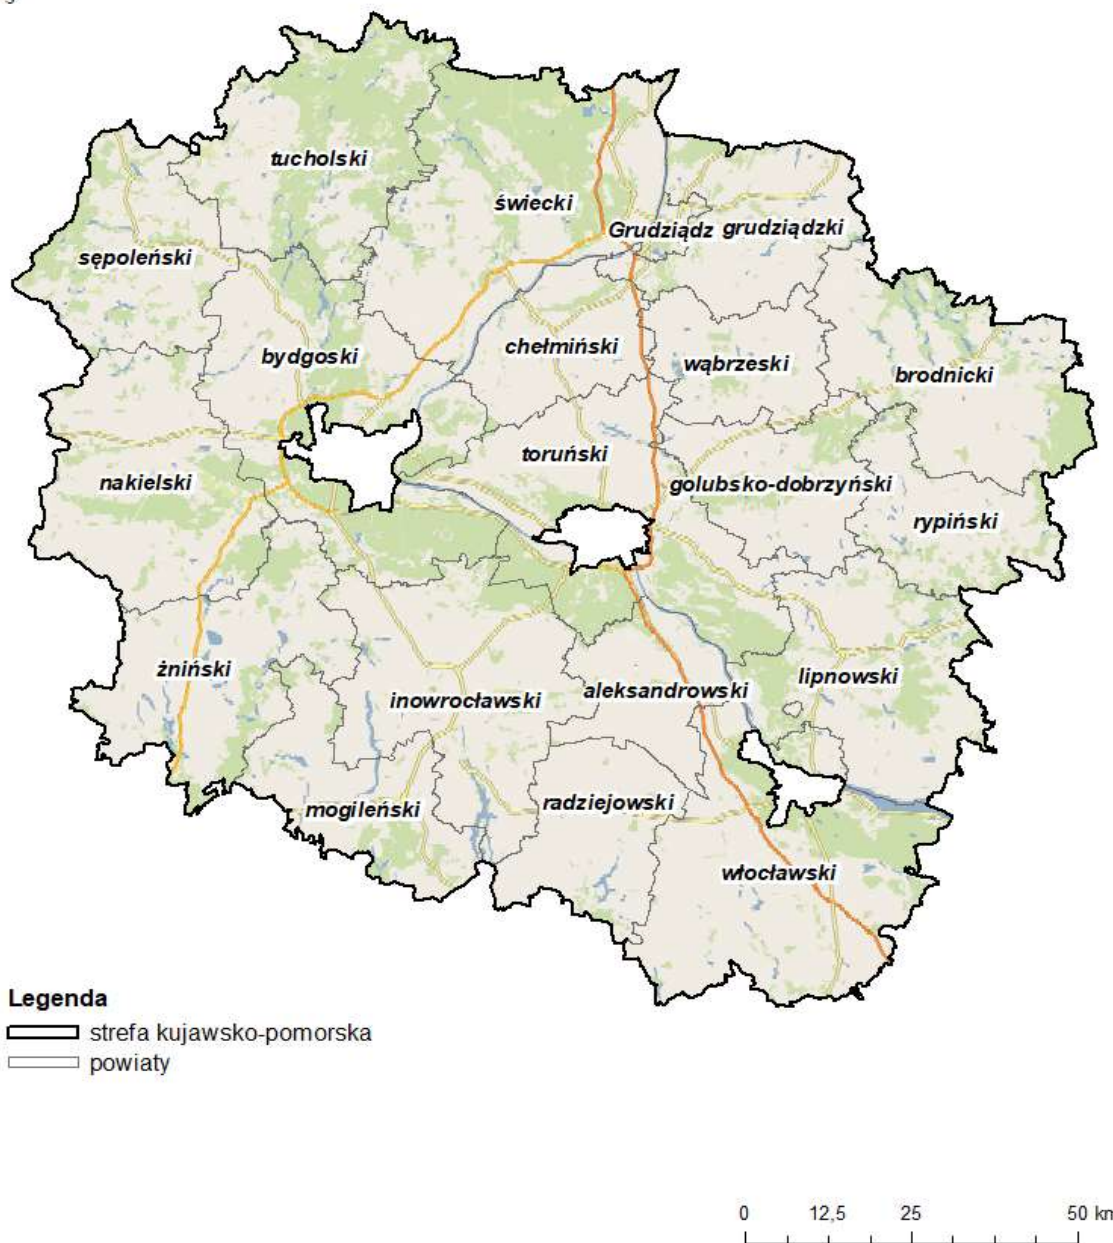 tucholski
świecki
Grudziądz grudziądzki
sępoleński
bydgoski
chełmiński
wąbrzeski
brodnicki
toruński
nakielski
golubsko-dobrzyński
rypiński
żniński
inowrocławski
aleksandrowski
lipnowski
mogileński
radziejowski
włocławski
Legenda
strefa kujawsko-pomorska
powiaty
0 12,5 25 50 km